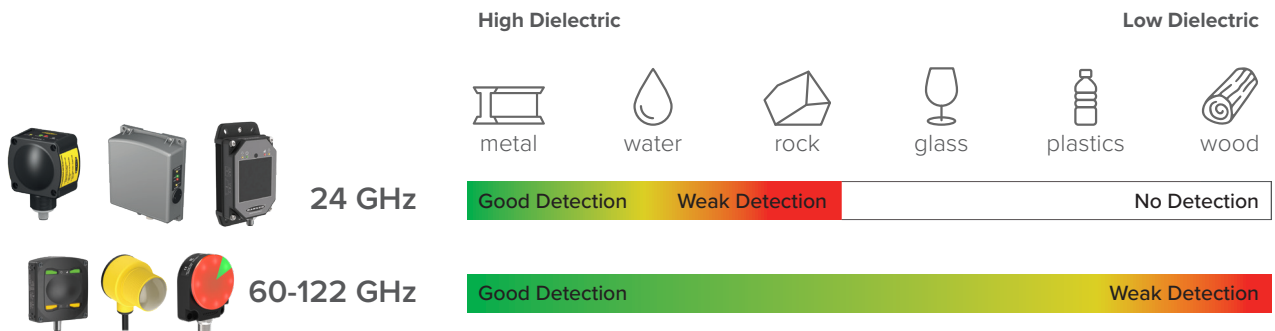 High Dielectric Low Dielectric
metal water rock glass plastics wood
24 GHz Good Detection Weak Detection No Detection
60-122 GHz Good Detection Weak Detection